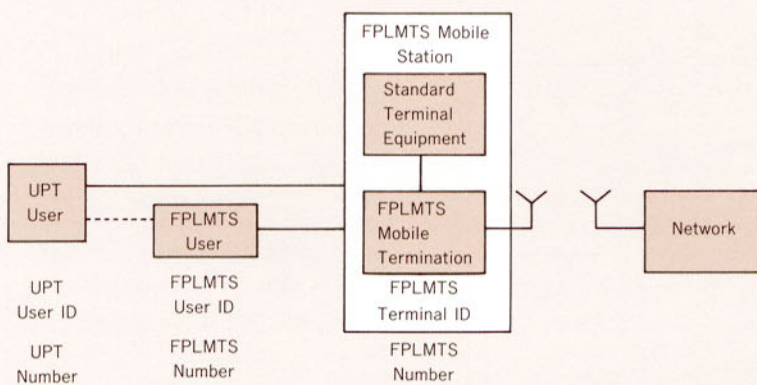 FPLMTS Mobile
Station
Standard
Terminal
Equipment
UPT
User
FPLMTS
User
FPLMTS
Mobile
Termination
Network
UPT
User ID
FPLMTS
User ID
FPLMTS
Terminal ID
UPT
Number
FPLMTS
Number
FPLMTS
Number